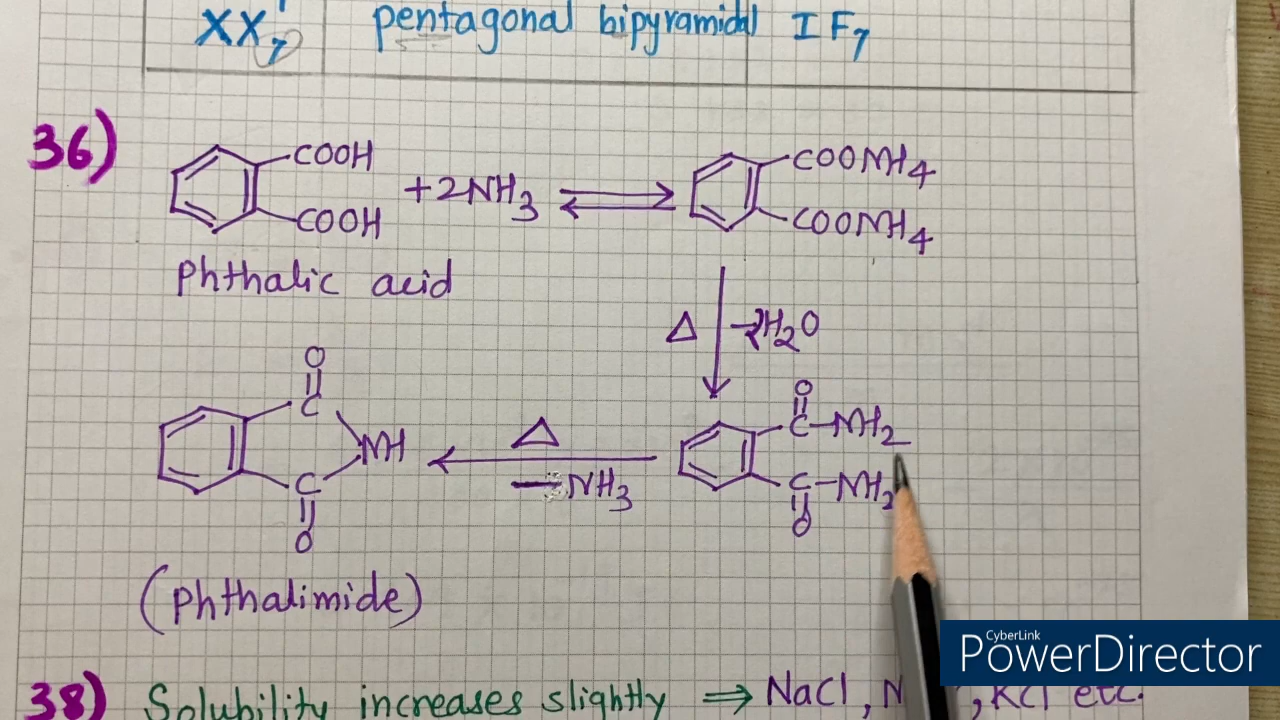 XX₇' pentagonal bipyramidal IF₇
36) COOH COOH +2NH₃ ⇌ COONH₄ COONH₄
Phthalic acid
Δ -2H₂O
O C NH C O
Δ -NH₃
O C-NH₂ C-NH₂ O
(Phthalimide)
38) Solubility increases slightly ⇒ NaCl, N , KCl etc.
CyberLink
PowerDirector